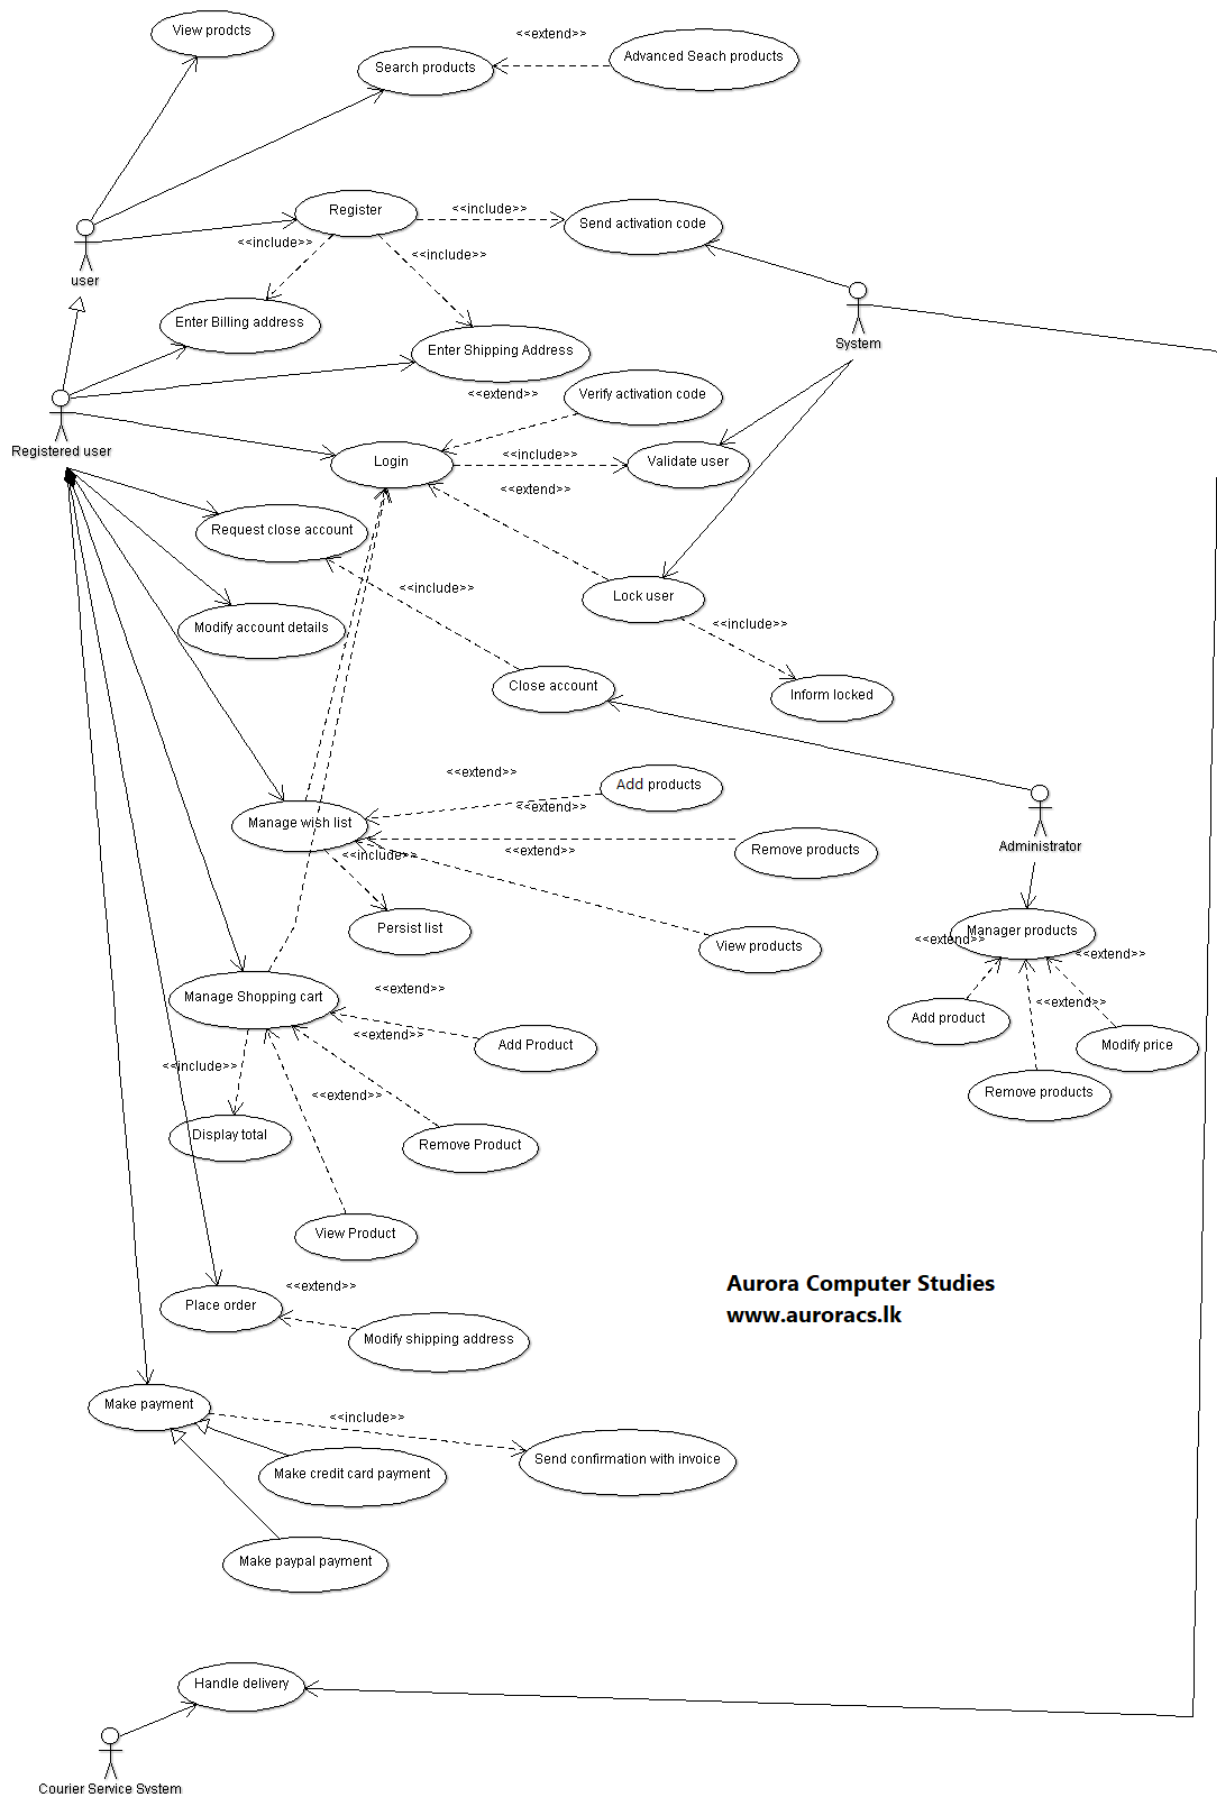 View prodcts
<<extend>>
Advanced Seach products
Search products
Register
<<include>>
Send activation code
<<include>>
<<include>>
user
Enter Billing address
System
Enter Shipping Address
<<extend>>
Verify activation code
Registered user
Login
<<include>>
Validate user
<<extend>>
Request close account
<<include>>
Lock user
Modify account details
<<include>>
Close account
Inform locked
<<extend>>
Add products
<<extend>>
Manage wish list
<<include>>
<<extend>>
Remove products
Administrator
Persist list
View products
Manager products
<<extend>>
<<extend>>
Manage Shopping cart
<<extend>>
<<extend>>
<<extend>>
Add product
Add Product
Modify price
<<include>>
<<extend>>
Remove products
Display total
Remove Product
View Product
<<extend>>
Aurora Computer Studies
www.auroracs.lk
Place order
Modify shipping address
Make payment
<<include>>
Send confirmation with invoice
Make credit card payment
Make paypal payment
Handle delivery
Courier Service System